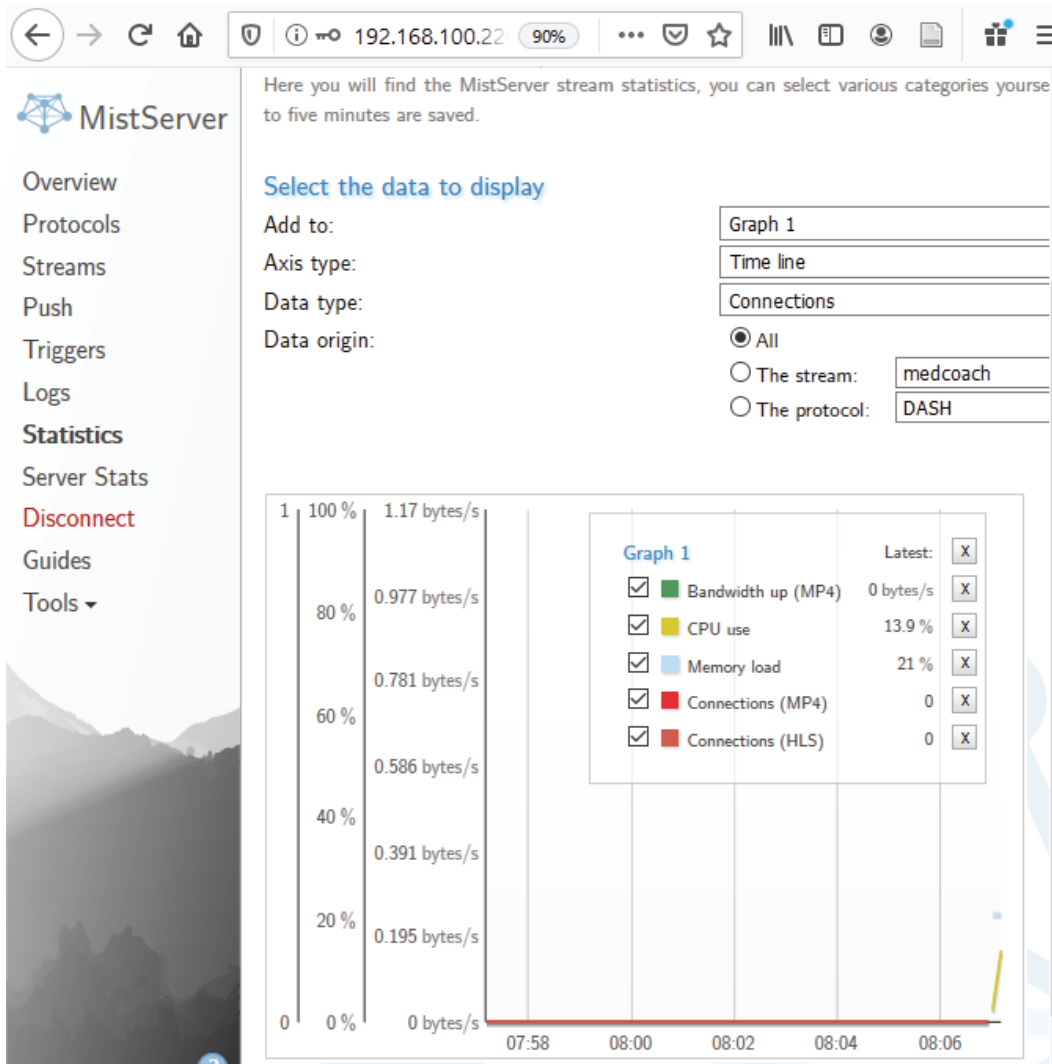 192.168.100.22 90%
MistServer
Overview
Protocols
Streams
Push
Triggers
Logs
Statistics
Server Stats
Disconnect
Guides
Tools
Here you will find the MistServer stream statistics, you can select various categories yourse
to five minutes are saved.
Select the data to display
Add to: Graph 1
Axis type: Time line
Data type: Connections
Data origin: All
The stream: medcoach
The protocol: DASH
1 100 % 1.17 bytes/s
0.977 bytes/s
80 %
0.781 bytes/s
60 %
0.586 bytes/s
40 %
0.391 bytes/s
20 %
0.195 bytes/s
0 0 % 0 bytes/s
07:58 08:00 08:02 08:04 08:06
Graph 1 Latest: X
Bandwidth up (MP4) 0 bytes/s X
CPU use 13.9 % X
Memory load 21 % X
Connections (MP4) 0 X
Connections (HLS) 0 X
?